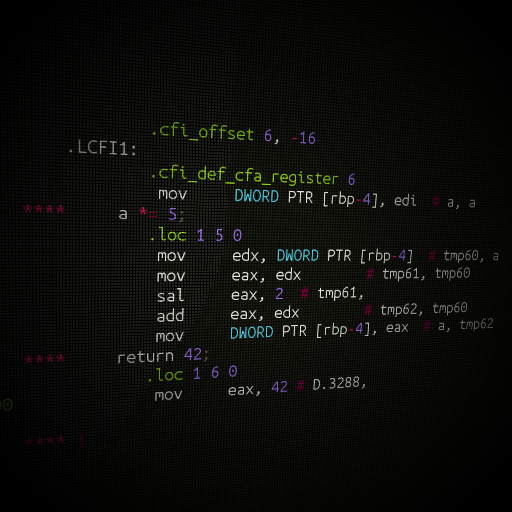 .cfi_offset 6, -16
.LCFI1:
.cfi_def_cfa_register 6
mov DWORD PTR [rbp-4], edi # a, a
**** a *= 5;
.loc 1 5 0
mov edx, DWORD PTR [rbp-4] # tmp60, a
mov eax, edx # tmp61, tmp60
sal eax, 2 # tmp61,
add eax, edx # tmp62, tmp60
mov DWORD PTR [rbp-4], eax # a, tmp62
**** return 42;
.loc 1 6 0
mov eax, 42 # D.3288,
****